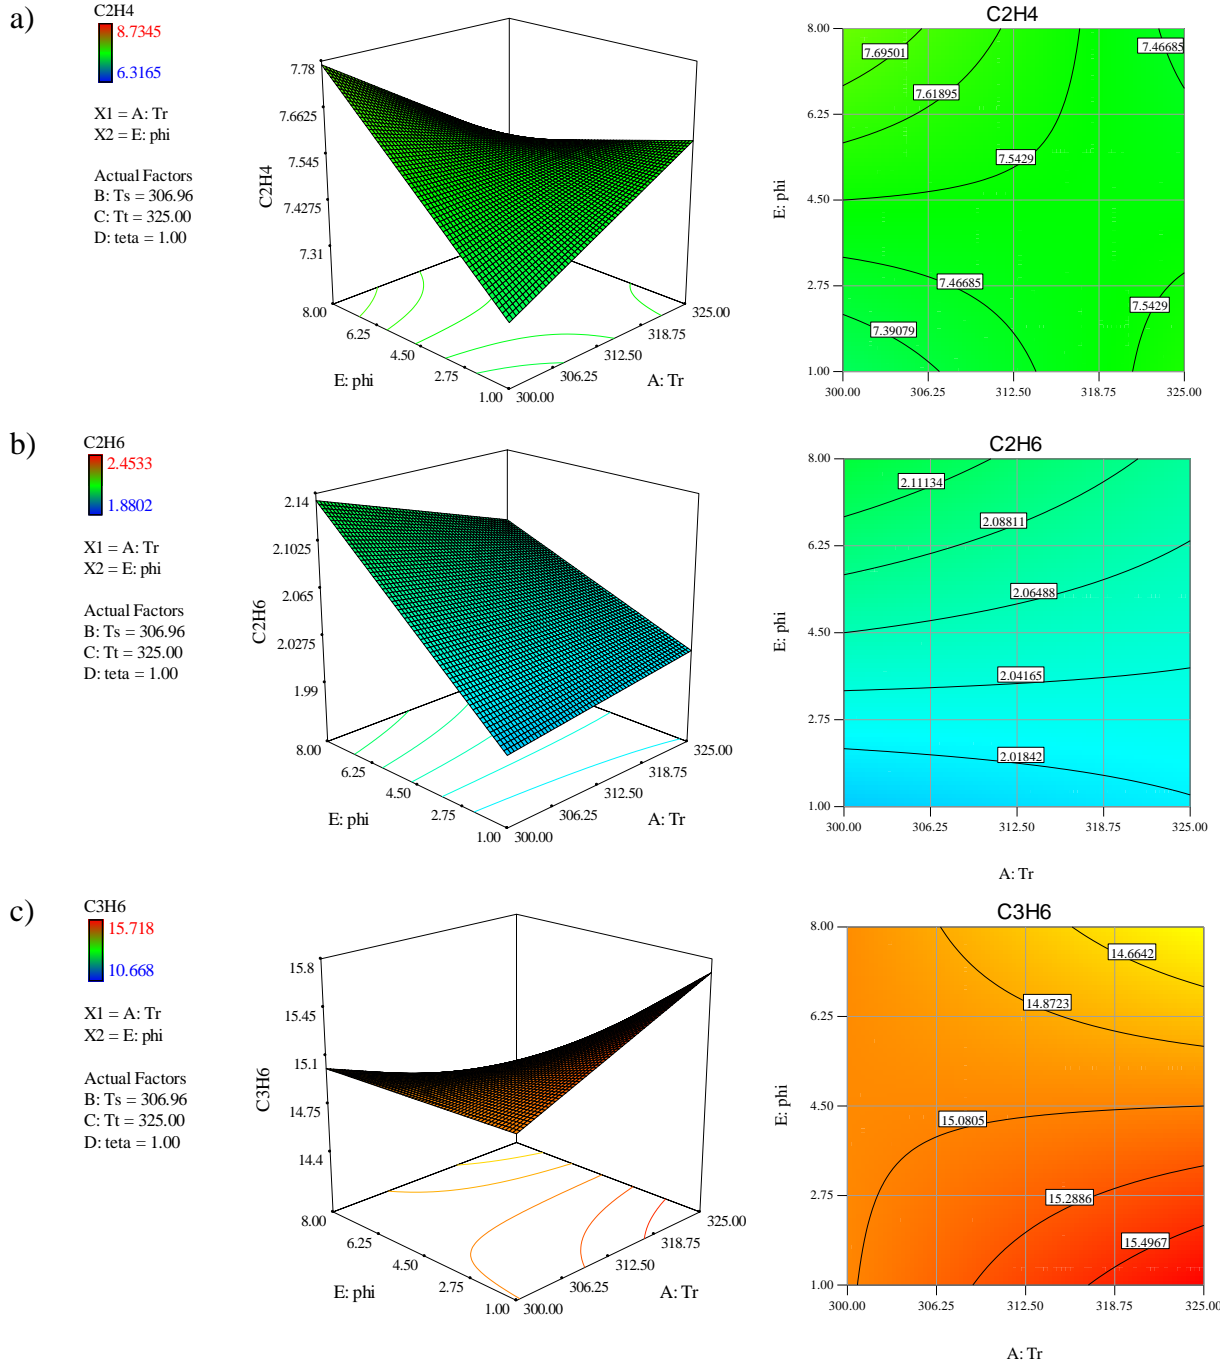 a)
C2H4
8.7345
6.3165
X1 = A: Tr
X2 = E: phi
Actual Factors
B: Ts = 306.96
C: Tt = 325.00
D: teta = 1.00
7.78
7.6625
7.545
7.4275
7.31
C2H4
8.00
6.25
4.50
2.75
1.00
E: phi
300.00
306.25
312.50
318.75
325.00
A: Tr
C2H4
8.00
6.25
4.50
2.75
1.00
E: phi
7.69501
7.61895
7.5429
7.46685
7.46685
7.39079
7.5429
300.00
306.25
312.50
318.75
325.00
b)
C2H6
2.4533
1.8802
X1 = A: Tr
X2 = E: phi
Actual Factors
B: Ts = 306.96
C: Tt = 325.00
D: teta = 1.00
2.14
2.1025
2.065
2.0275
1.99
C2H6
8.00
6.25
4.50
2.75
1.00
E: phi
300.00
306.25
312.50
318.75
325.00
A: Tr
C2H6
8.00
6.25
4.50
2.75
1.00
E: phi
2.11134
2.08811
2.06488
2.04165
2.01842
300.00
306.25
312.50
318.75
325.00
A: Tr
c)
C3H6
15.718
10.668
X1 = A: Tr
X2 = E: phi
Actual Factors
B: Ts = 306.96
C: Tt = 325.00
D: teta = 1.00
15.8
15.45
15.1
14.75
14.4
C3H6
8.00
6.25
4.50
2.75
1.00
E: phi
300.00
306.25
312.50
318.75
325.00
A: Tr
C3H6
8.00
6.25
4.50
2.75
1.00
E: phi
14.6642
14.8723
15.0805
15.2886
15.4967
300.00
306.25
312.50
318.75
325.00
A: Tr